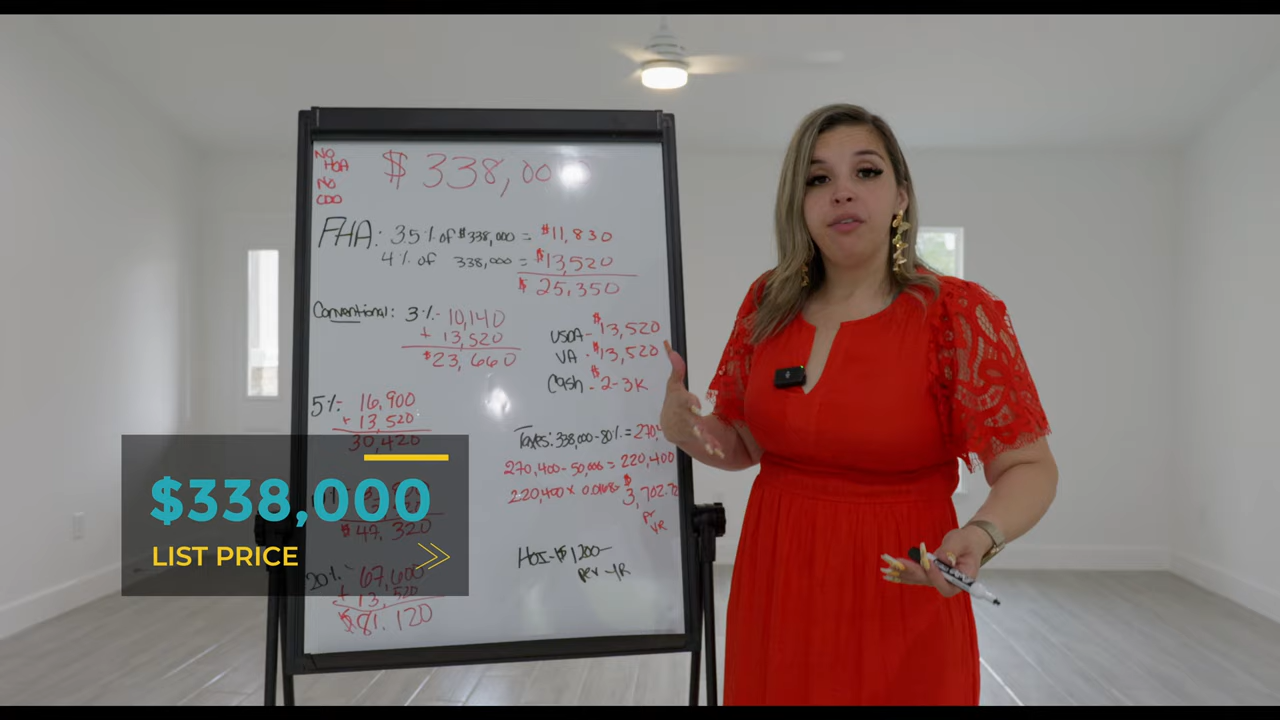 NO
HOA
NO
CDD
$338,00
FHA: 3.5% of $338,000 = $11,830
4% of 338,000 = $13,520
$25,350
Conventional: 3% - 10,140
+ 13,520
$23,660
USDA - $13,520
VA - $13,520
Cash - $2-3K
5% - 16,900
+ 13,520
30,420
$49,320
20% - 67,600
+ 13,520
$81,120
Taxes: 338,000 - 80% = 270,
270,400 - 50,000 = 220,400
220,400 x 0.0168 = $3,702.72
Pr
YR
HOI - $1200 -
per YR
$338,000
LIST PRICE